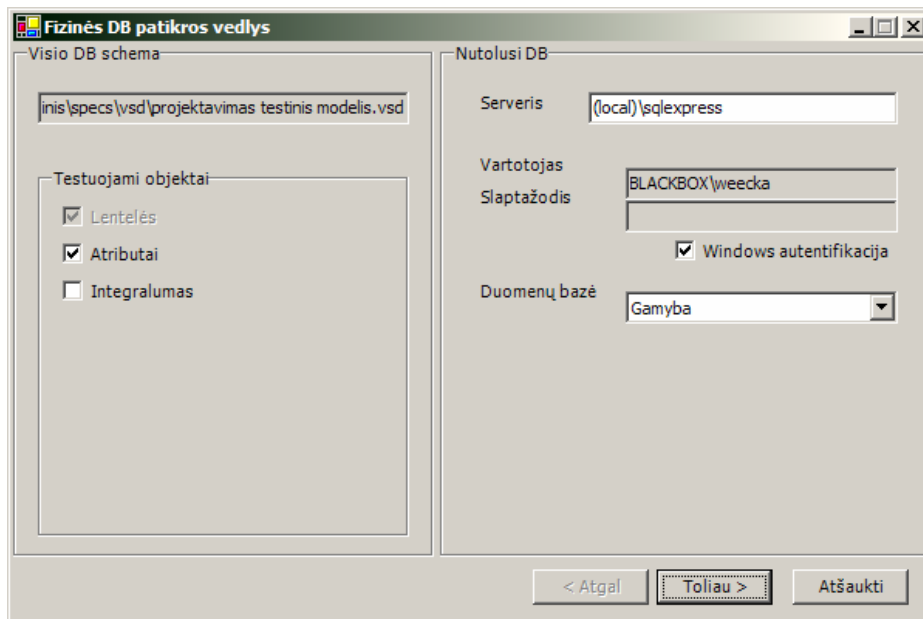 Fizinės DB patikros vedlys
Visio DB schema
inis\specs\vsd\projektavimas testinis modelis.vsd
Testuojami objektai
Lentelės
Atributai
Integralumas
Nutolusi DB
Serveris
(local)\sqlexpress
Vartotojas
BLACKBOX\weecka
Slaptažodis
Windows autentifikacija
Duomenų bazė
Gamyba
< Atgal
Toliau >
Atšaukti